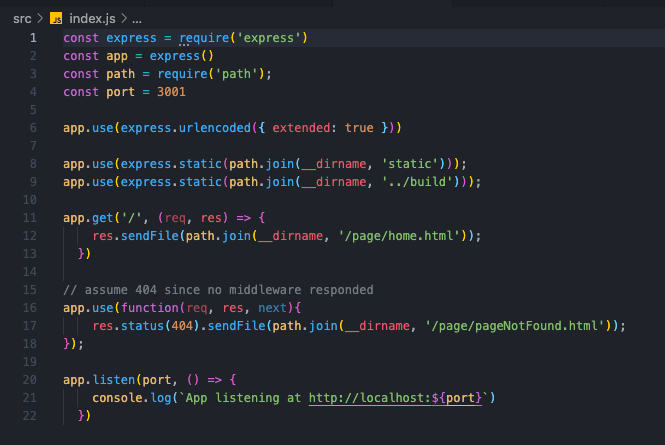 src > JS index.js > ...
1 const express = require('express')
2 const app = express()
3 const path = require('path');
4 const port = 3001
5
6 app.use(express.urlencoded({ extended: true }))
7
8 app.use(express.static(path.join(__dirname, 'static')));
9 app.use(express.static(path.join(__dirname, '../build')));
10
11 app.get('/', (req, res) => {
12     res.sendFile(path.join(__dirname, '/page/home.html'));
13   })
14
15 // assume 404 since no middleware responded
16 app.use(function(req, res, next){
17     res.status(404).sendFile(path.join(__dirname, '/page/pageNotFound.html'));
18 });
19
20 app.listen(port, () => {
21     console.log(`App listening at http://localhost:${port}`)
22   })